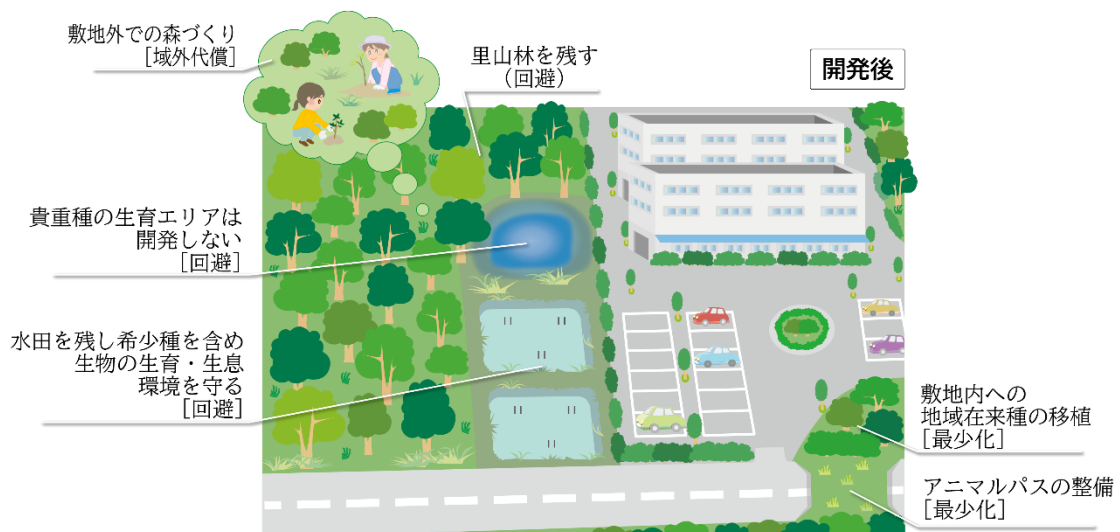 敷地外での森づくり
[域外代償]
里山林を残す
（回避）
開発後
貴重種の生育エリアは
開発しない
[回避]
水田を残し希少種を含め
生物の生育・生息
環境を守る
[回避]
敷地内への
地域在来種の移植
[最少化]
アニマルパスの整備
[最少化]